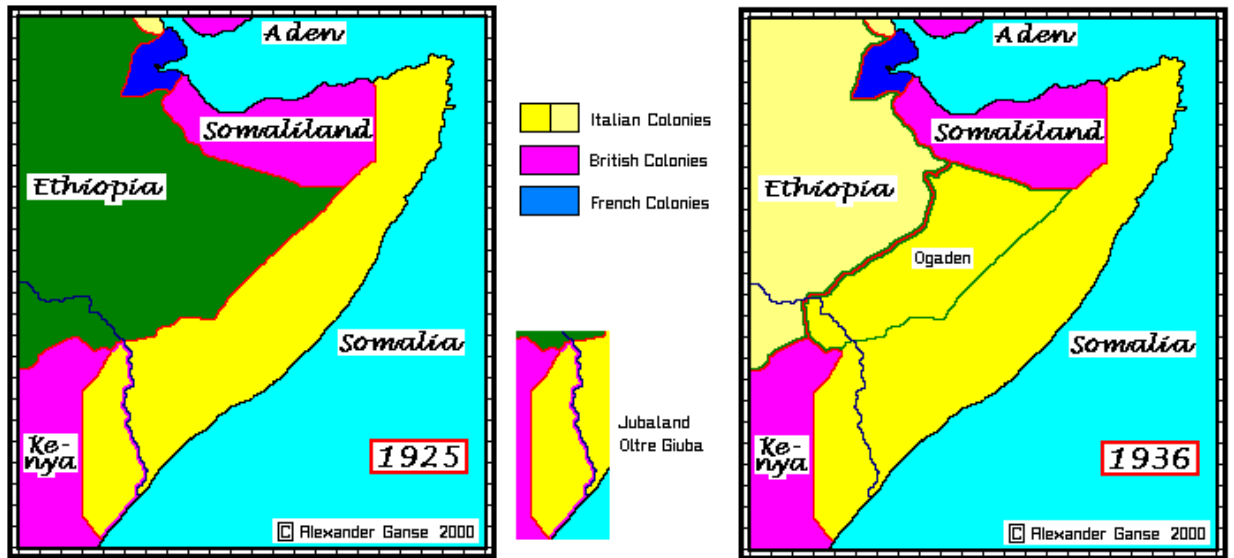 Aden
Somaliland
Ethiopia
Somalia
Ke-
nya
1925
C Alexander Ganse 2000
Italian Colonies
British Colonies
French Colonies
Jubaland
Oltre Giuba
Aden
Somaliland
Ethiopia
Ogaden
Somalia
Ke-
nya
1936
C Alexander Ganse 2000